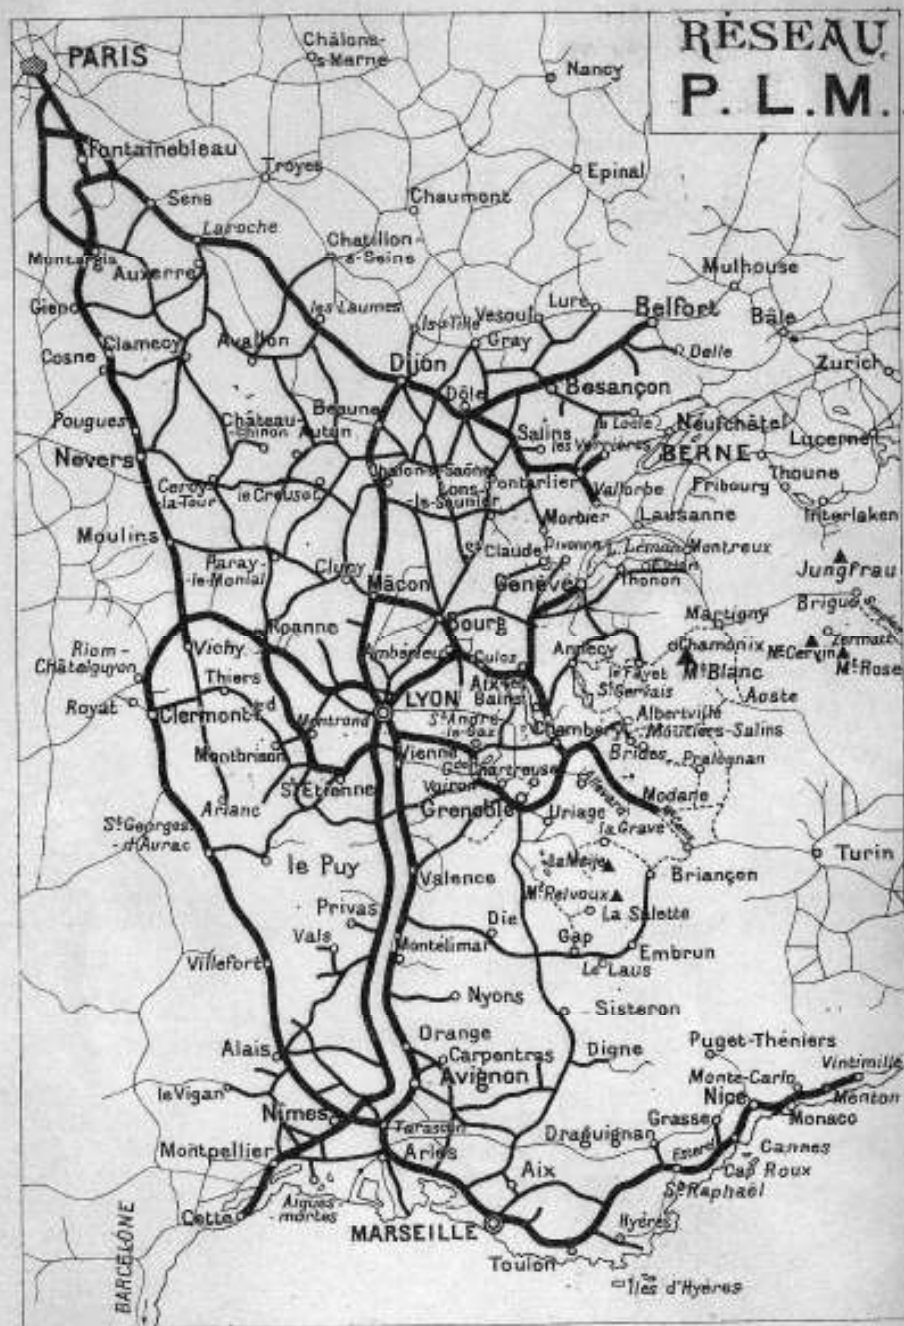 RÉSEAU
P. L. M.
PARIS
Châlons-
s-Marne
Nancy
Fontainebleau
Troyes
Epinal
Sens
Chaumont
Laroche
Chatillon-
s-Seine
Montargis
Auxerre
Mulhouse
Gien
les Laumes
Is-s-Tille
Vesoul
Lure
Belfort
Bâle
Clamecy
Avallon
Gray
Delle
Cosne
Dijon
Zurich
Dôle
Besançon
Beaune
Pougues
Château-
-Chinon
Autun
Salins
le Locle
les Verrières
Neufchâtel
Lucerne
Nevers
BERNE
Cercy
-la-Tour
le Creusot
Chalon-s-Saône
Lons-
-le-Saunier
Pontarlier
Vallorbe
Fribourg
Thoune
Interlaken
Moulins
Morbier
Lausanne
Paray-
-le-Monial
Cluny
St Claude
Divonne
L. Léman
Montreux
Evian
Thonon
Jungfrau
Mâcon
Genève
Brigue
Simplon
Martigny
Roanne
Bourg
Zermatt
Riom-
-Châtelguyon
Vichy
Ambérieu
Culoz
Annecy
Chamonix
Mt Cervin
Mt Rose
Mt Blanc
le Fayet
St Gervais
Thiers
Royat
LYON
Aix-les-
Bains
Aoste
Clermont-Fd
Montrond
St André-
-le-Gaz
Chambéry
Albertville
Moutiers-Salins
Montbrison
Vienne
Brides
Pralognan
Gde Chartreuse
St Etienne
Voiron
Allevard
Modane
Arlanc
Grenoble
Mt Cenis
St Georges-
-d'Aurac
Uriage
la Grave
le Puy
La Meije
Turin
Valence
Briançon
Mt Pelvoux
Privas
La Salette
Die
Vals
Montélimar
Gap
Embrun
Villefort
Le Laus
Nyons
Sisteron
Orange
Alais
Puget-Théniers
Carpentras
Digne
Vintimille
le Vigan
Avignon
Monte-Carlo
Nice
Menton
Nîmes
Monaco
Grasse
Tarascon
Draguignan
Montpellier
Arles
Esterel
Cannes
Aix
Cap Roux
St Raphaël
Cette
Aigues-
-mortes
Hyères
MARSEILLE
Toulon
BARCELONE
Iles d'Hyères